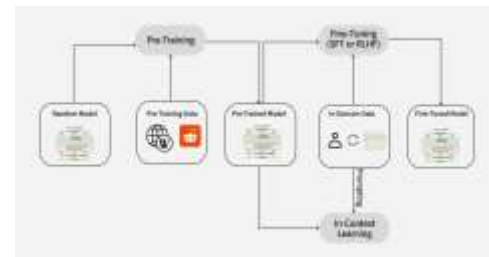 Pre-Training
Fine-Tuning
(SFT or RLHF)
Random Model
Pre Training Data
Pre-Trained Model
In-Domain Data
Fine-Tuned Model
Prompting
In-Context
Learning